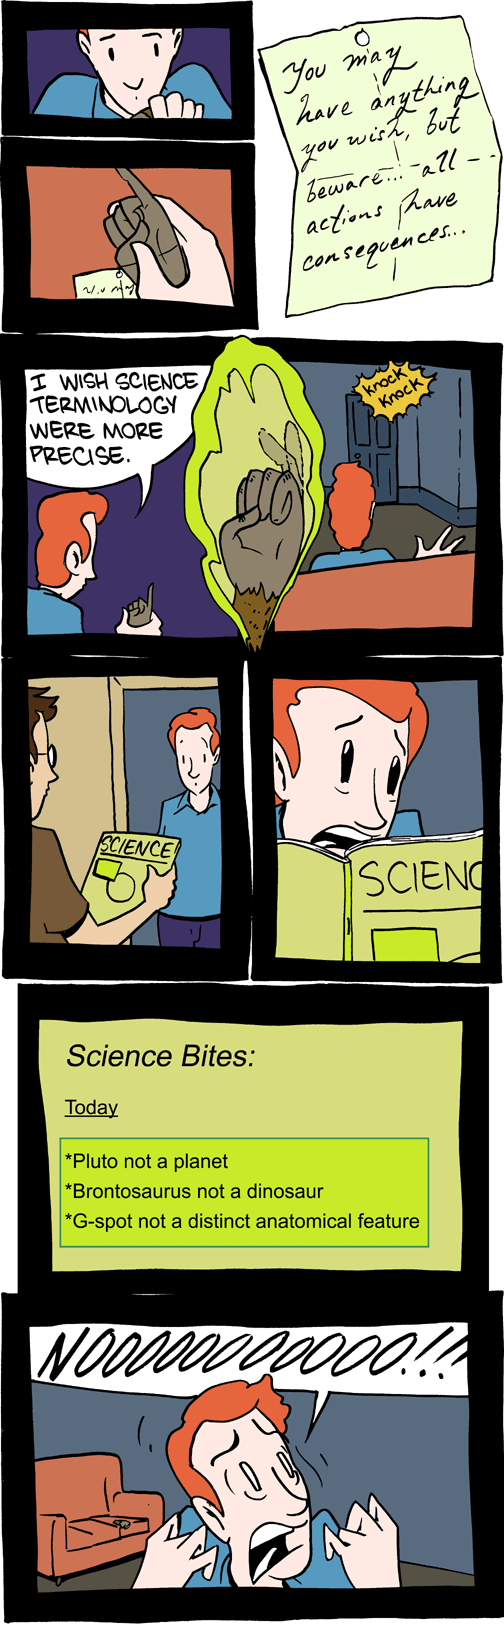 You may
have anything
you wish, but
beware... all
actions have
consequences...
I WISH SCIENCE
TERMINOLOGY
WERE MORE
PRECISE.
KNOCK
KNOCK
SCIENCE
SCIENC
Science Bites:
Today
*Pluto not a planet
*Brontosaurus not a dinosaur
*G-spot not a distinct anatomical feature
NOOOOOOOOOOOO!!!